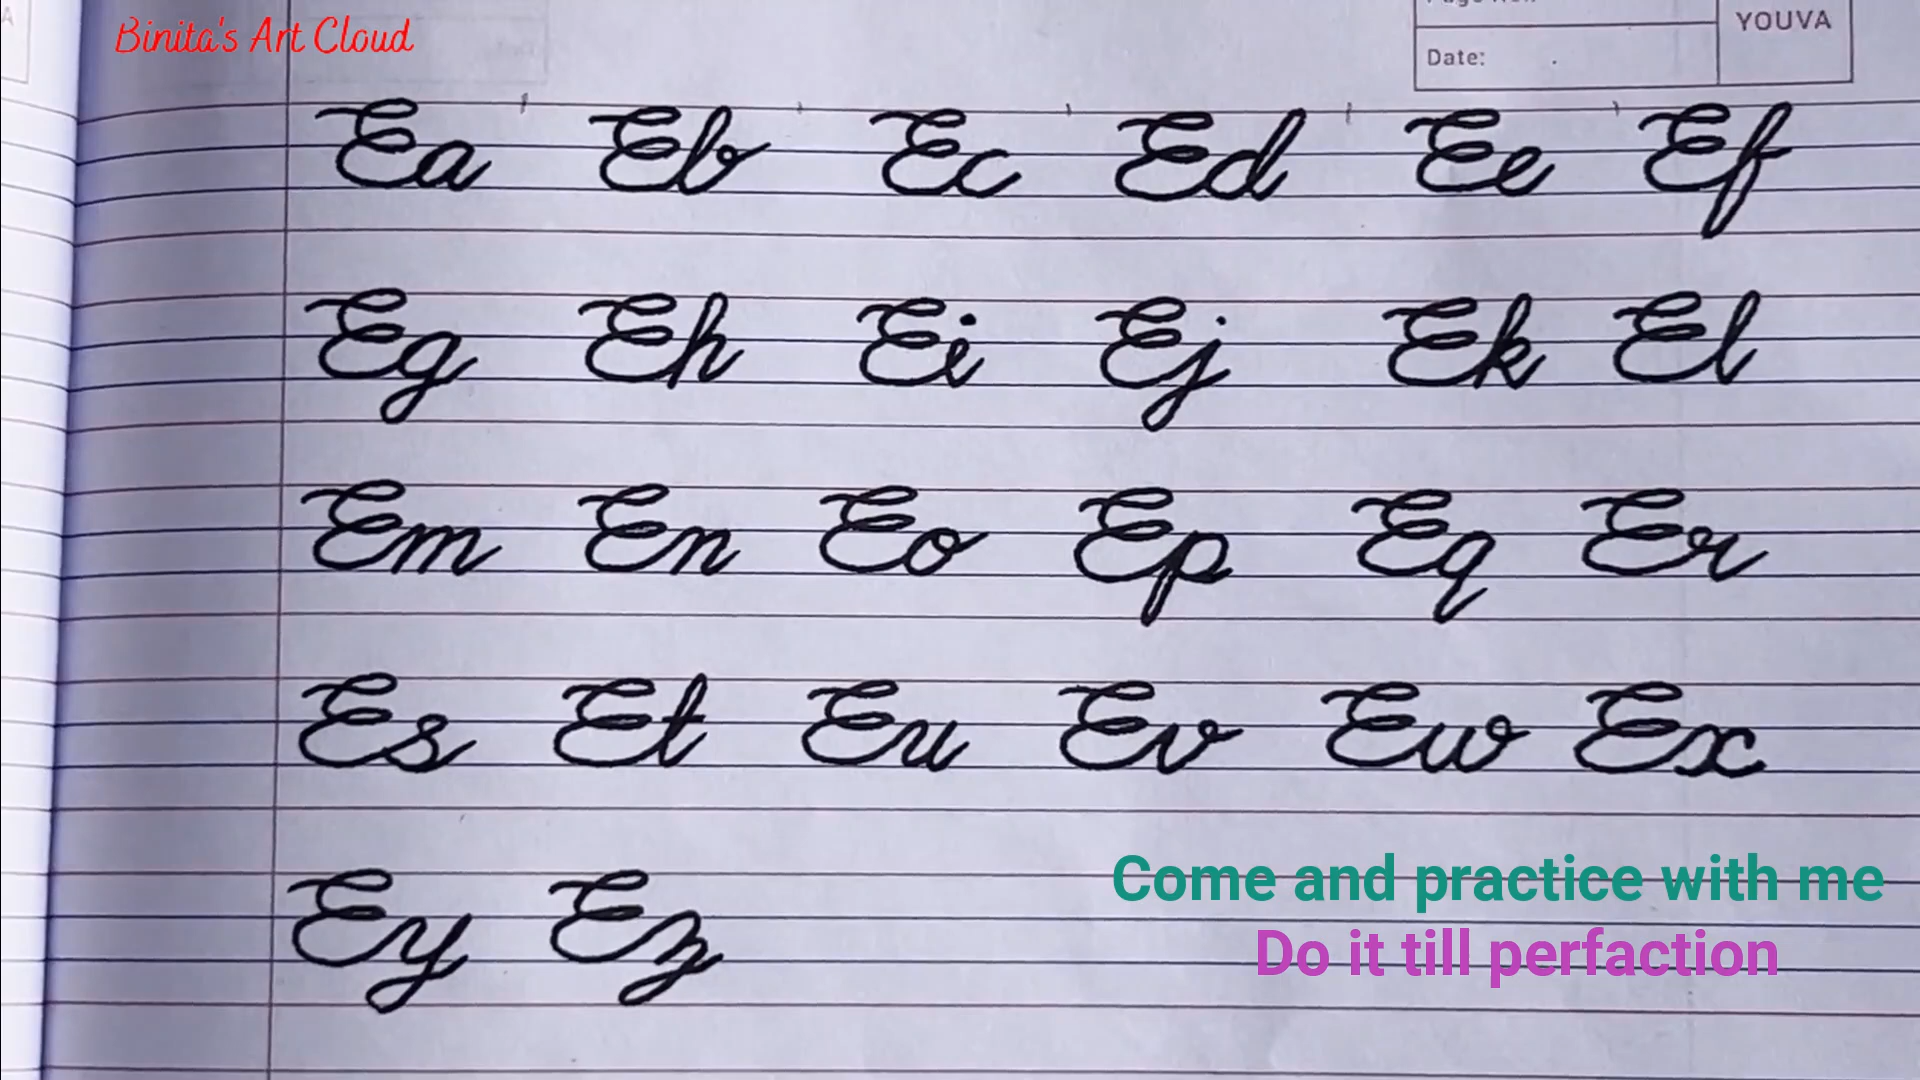 Binita's Art Cloud
YOUVA
Date:
Ea Eb Ec Ed Ee Ef
Eg Eh Ei Ej Ek El
Em En Eo Ep Eq Er
Es Et Eu Ev Ew Ex
Ey Ez
Come and practice with me
Do it till perfaction